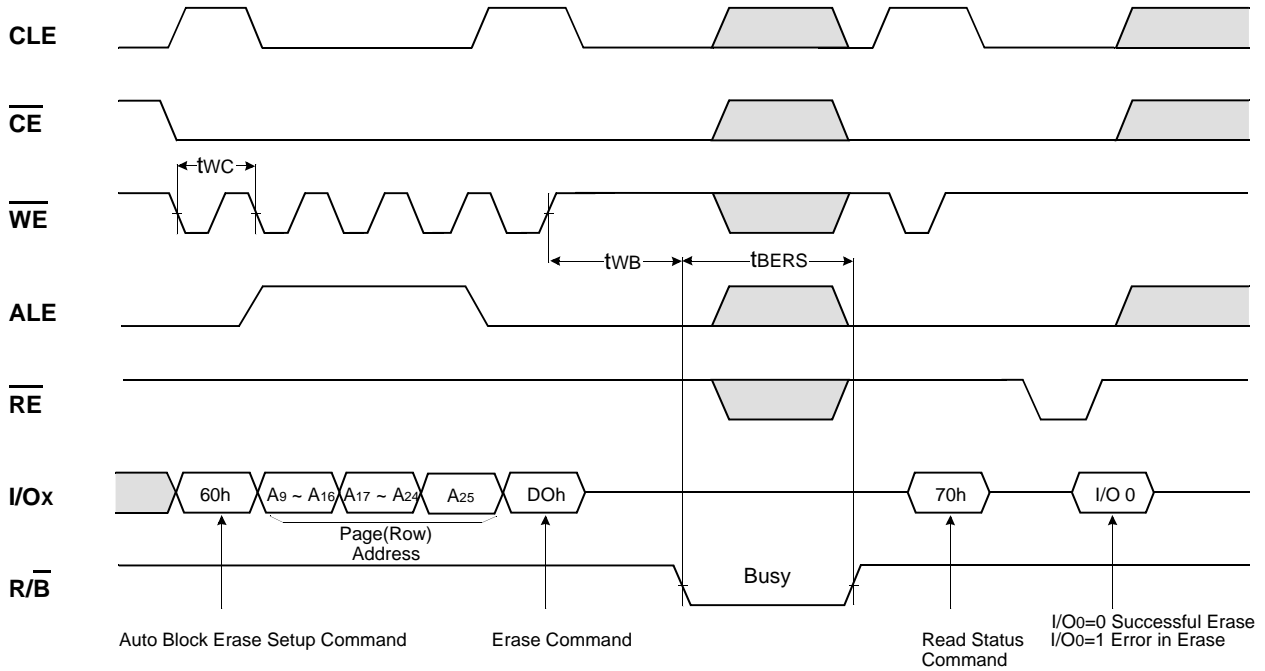 CLE
CE
tWC
WE
tWB
tBERS
ALE
RE
I/Ox
60h
A9 ~ A16
A17 ~ A24
A25
DOh
70h
I/O 0
Page(Row)
Address
R/B
Busy
Auto Block Erase Setup Command
Erase Command
Read Status
Command
I/O0=0 Successful Erase
I/O0=1 Error in Erase